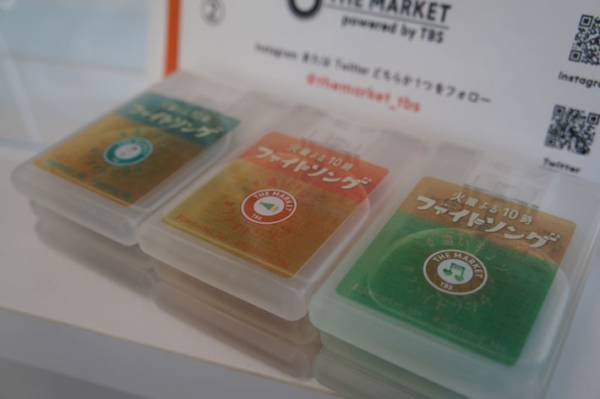 ②
THE MARKET
powered by TBS
Instagram または Twitter どちらか1つをフォロー
@themarket_tbs
Instagram
Twitter
ファイトソング
火曜よる10時
ファイトソング
THE MARKET
TBS
火曜よる10時
ファイトソング
THE MARKET
TBS